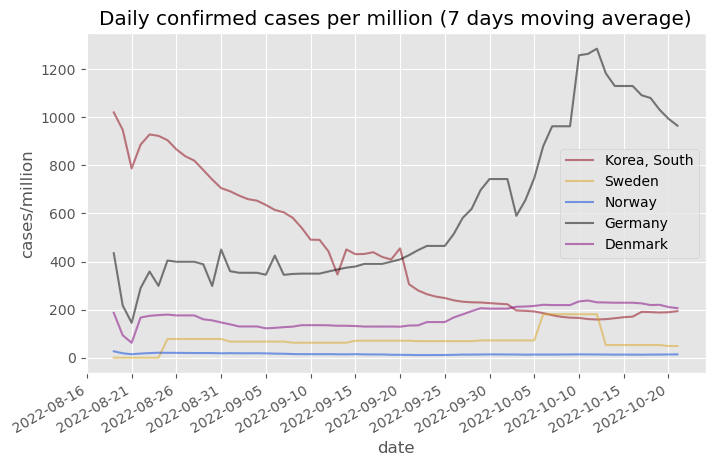 Daily confirmed cases per million (7 days moving average)
cases/million
1200
1000
800
600
400
200
0
Korea, South
Sweden
Norway
Germany
Denmark
2022-08-16
2022-08-21
2022-08-26
2022-08-31
2022-09-05
2022-09-10
2022-09-15
2022-09-20
2022-09-25
2022-09-30
2022-10-05
2022-10-10
2022-10-15
2022-10-20
date